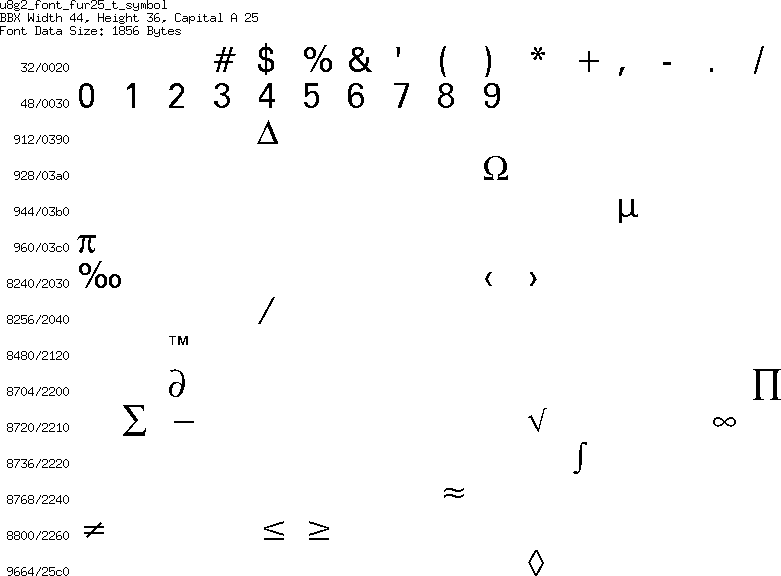 u8g2_font_fur25_t_symbol
BBX Width 44, Height 36, Capital A 25
Font Data Size: 1856 Bytes
32/0020 # $ % & ' ( ) * + , - . /
48/0030 0 1 2 3 4 5 6 7 8 9
912/0390 Δ
928/03a0 Ω
944/03b0 μ
960/03c0 π
8240/2030 ‰ ‹ ›
8256/2040 ⁄
8480/2120 ™
8704/2200 ∂ ∏
8720/2210 ∑ − √ ∞
8736/2220 ∫
8768/2240 ≈
8800/2260 ≠ ≤ ≥
9664/25c0 ◊